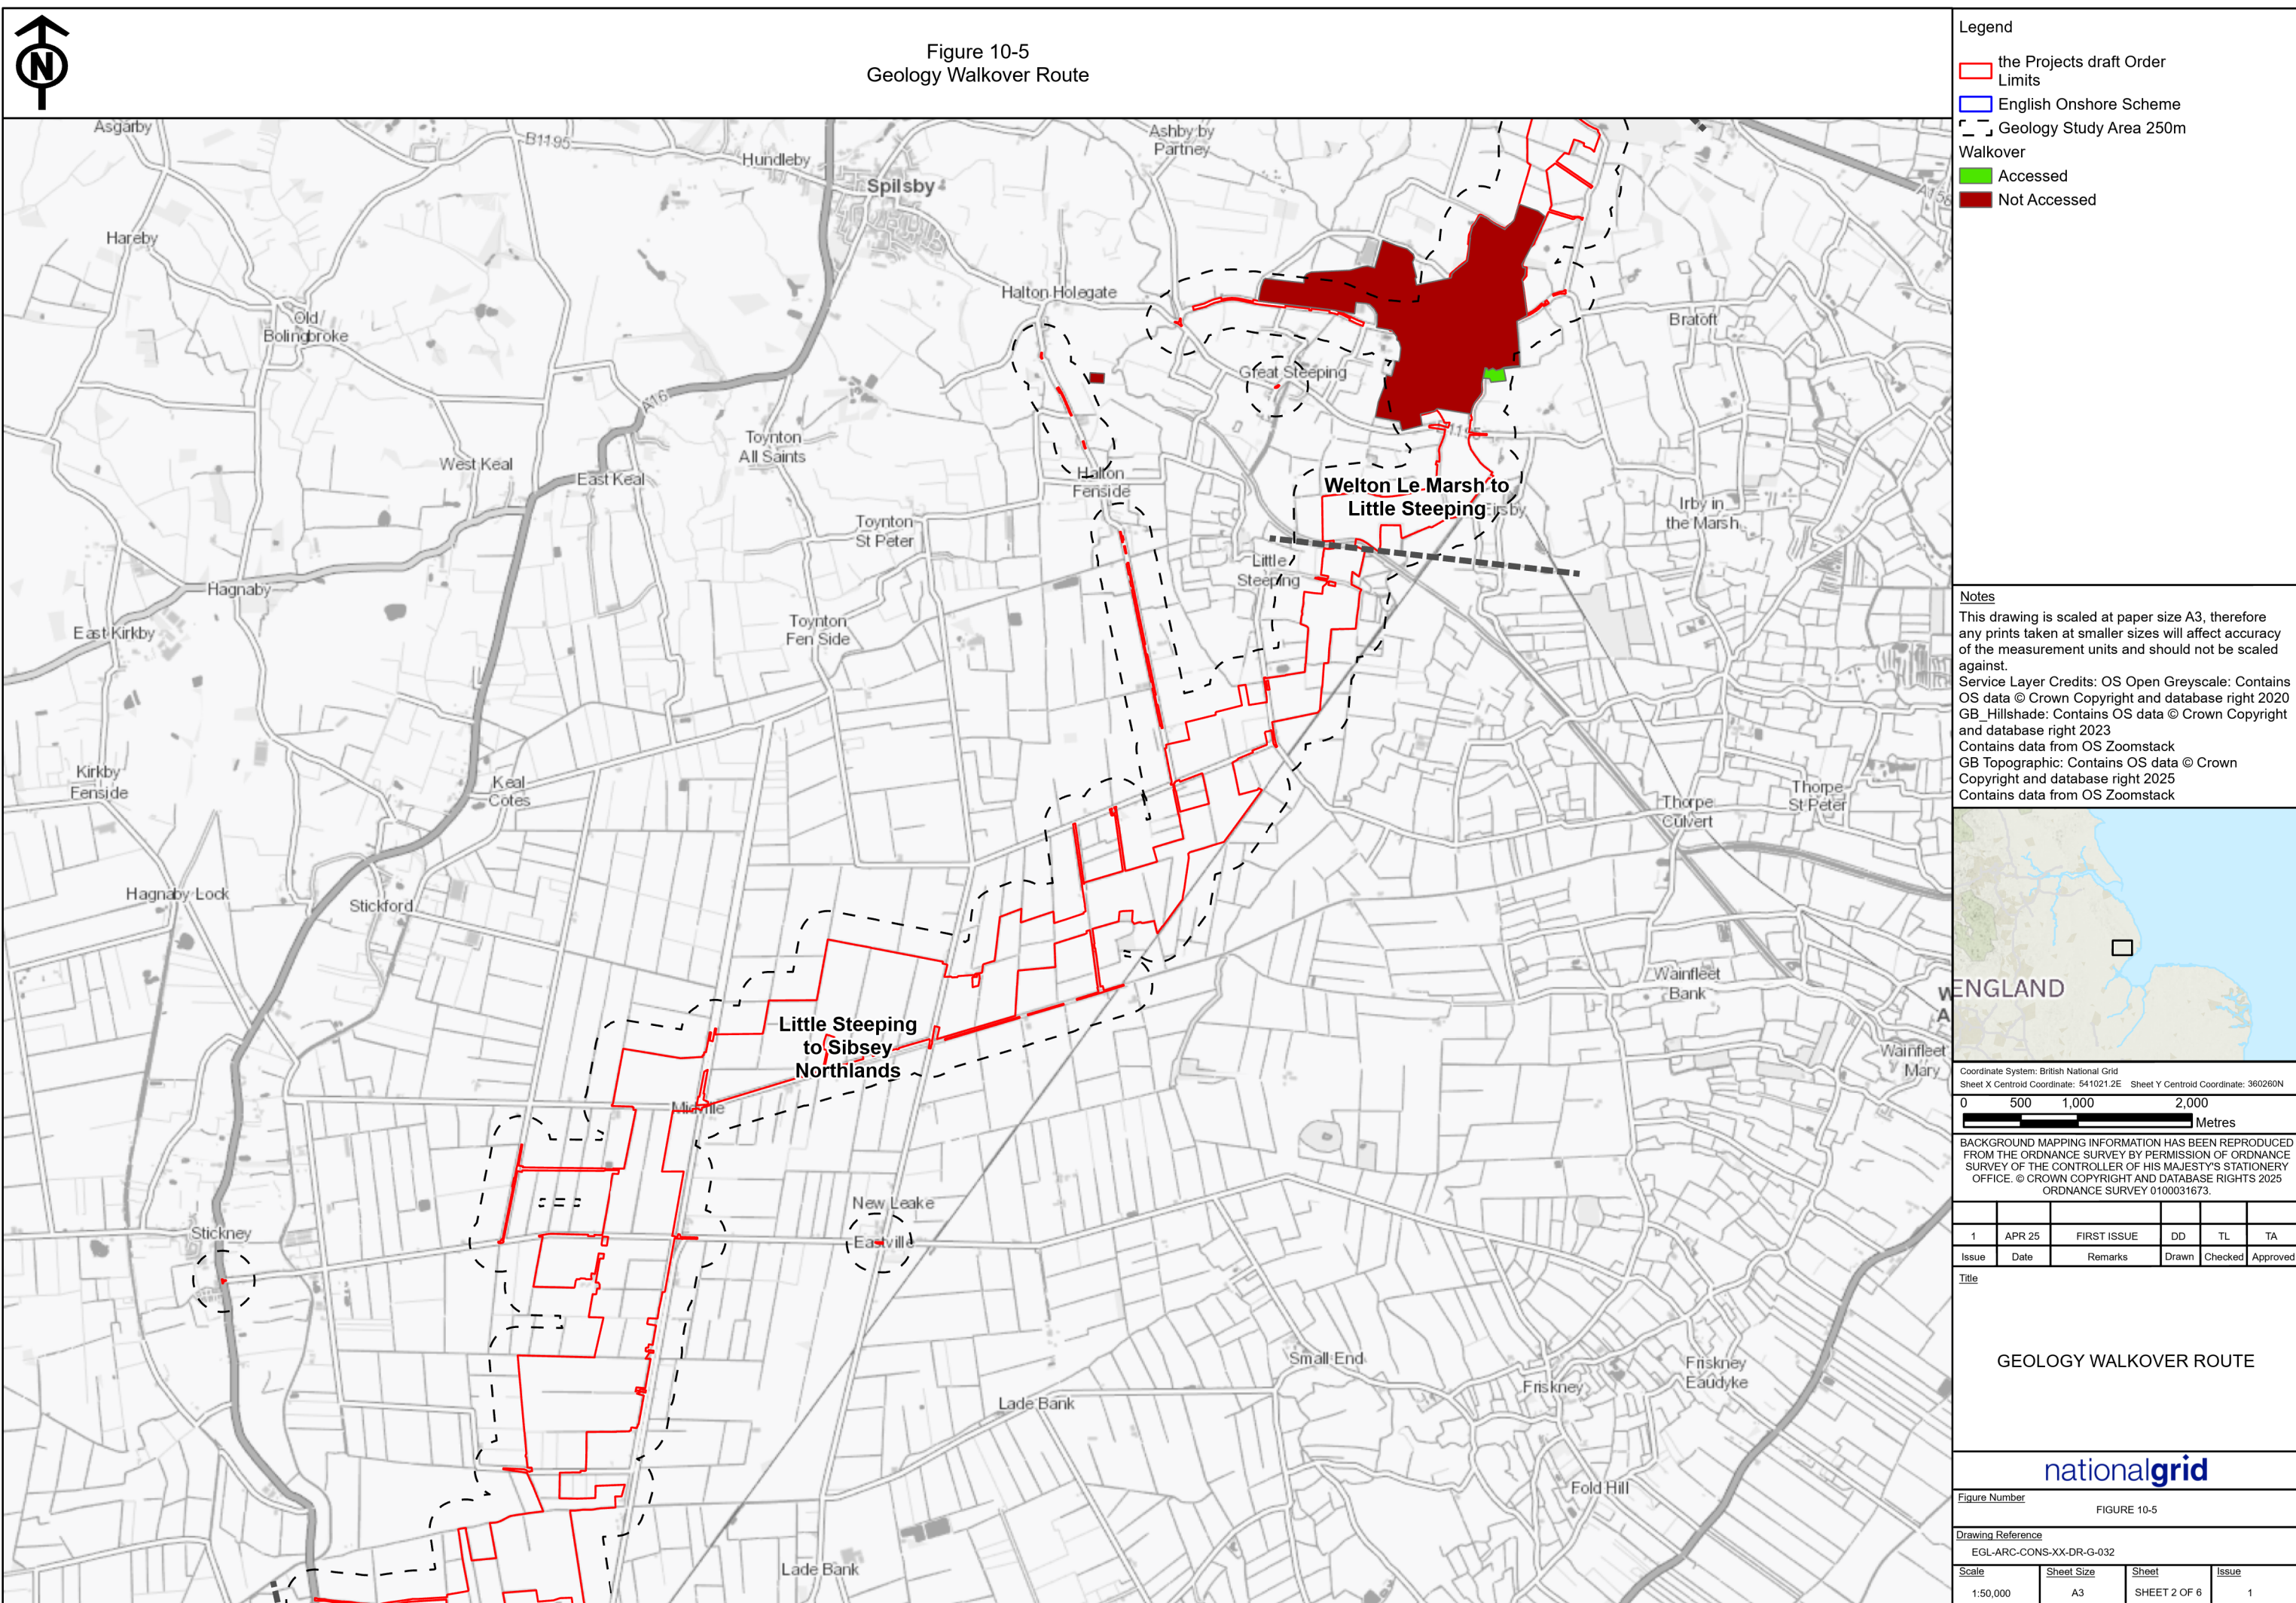 Figure 10-5
Geology Walkover Route
N
Asgarby
B1195
Hundleby
Ashby by
Partney
Spilsby
Hareby
Halton Holegate
Old
Bolingbroke
Bratoft
Great Steeping
A16
Toynton
All Saints
West Keal
East Keal
Halton
Fenside
Welton Le Marsh to
Little Steeping
Irby in
the Marsh
Toynton
St Peter
Little
Steeping
Hagnaby
East Kirkby
Toynton
Fen Side
Kirkby
Fenside
Keal
Cotes
Thorpe
St Peter
Thorpe
Culvert
Hagnaby Lock
Stickford
Wainfleet
Bank
Little Steeping
to Sibsey
Northlands
Wainfleet
Mary
Midville
New Leake
Stickney
Eastville
Small End
Friskney
Eaudyke
Friskney
Lade Bank
Fold Hill
Lade Bank
Legend
the Projects draft Order
Limits
English Onshore Scheme
Geology Study Area 250m
Walkover
Accessed
Not Accessed
Notes
This drawing is scaled at paper size A3, therefore
any prints taken at smaller sizes will affect accuracy
of the measurement units and should not be scaled
against.
Service Layer Credits: OS Open Greyscale: Contains
OS data © Crown Copyright and database right 2020
GB_Hillshade: Contains OS data © Crown Copyright
and database right 2023
Contains data from OS Zoomstack
GB Topographic: Contains OS data © Crown
Copyright and database right 2025
Contains data from OS Zoomstack
ENGLAND
Coordinate System: British National Grid
Sheet X Centroid Coordinate: 541021.2E Sheet Y Centroid Coordinate: 360260N
0 500 1,000 2,000
Metres
BACKGROUND MAPPING INFORMATION HAS BEEN REPRODUCED
FROM THE ORDNANCE SURVEY BY PERMISSION OF ORDNANCE
SURVEY OF THE CONTROLLER OF HIS MAJESTY'S STATIONERY
OFFICE. © CROWN COPYRIGHT AND DATABASE RIGHTS 2025
ORDNANCE SURVEY 0100031673.
1 APR 25 FIRST ISSUE DD TL TA
Issue Date Remarks Drawn Checked Approved
Title
GEOLOGY WALKOVER ROUTE
nationalgrid
Figure Number
FIGURE 10-5
Drawing Reference
EGL-ARC-CONS-XX-DR-G-032
Scale Sheet Size Sheet Issue
1:50,000 A3 SHEET 2 OF 6 1